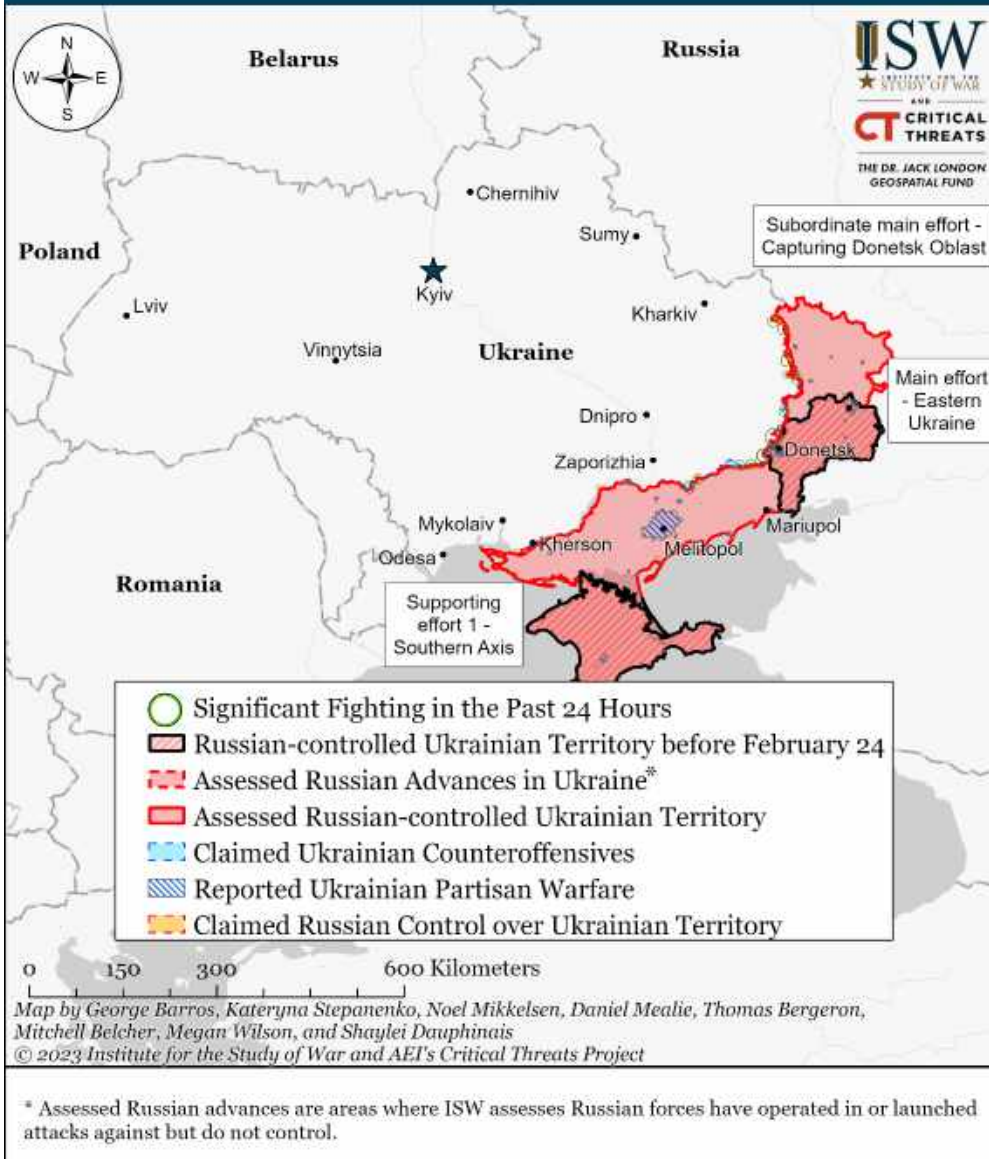 N
W
E
S
Belarus
Russia
ISW
INSTITUTE FOR THE
STUDY OF WAR
AND
CT CRITICAL
THREATS
THE DR. JACK LONDON
GEOSPATIAL FUND
Chernihiv
Subordinate main effort -
Capturing Donetsk Oblast
Sumy
Poland
Kyiv
Lviv
Kharkiv
Vinnytsia
Ukraine
Main effort
- Eastern
Ukraine
Dnipro
Donetsk
Zaporizhia
Mykolaiv
Mariupol
Kherson
Melitopol
Odesa
Romania
Supporting
effort 1 -
Southern Axis
Significant Fighting in the Past 24 Hours
Russian-controlled Ukrainian Territory before February 24
Assessed Russian Advances in Ukraine*
Assessed Russian-controlled Ukrainian Territory
Claimed Ukrainian Counteroffensives
Reported Ukrainian Partisan Warfare
Claimed Russian Control over Ukrainian Territory
0 150 300 600 Kilometers
Map by George Barros, Kateryna Stepanenko, Noel Mikkelsen, Daniel Mealie, Thomas Bergeron,
Mitchell Belcher, Megan Wilson, and Shaylei Dauphinais
© 2023 Institute for the Study of War and AEI's Critical Threats Project
* Assessed Russian advances are areas where ISW assesses Russian forces have operated in or launched
attacks against but do not control.